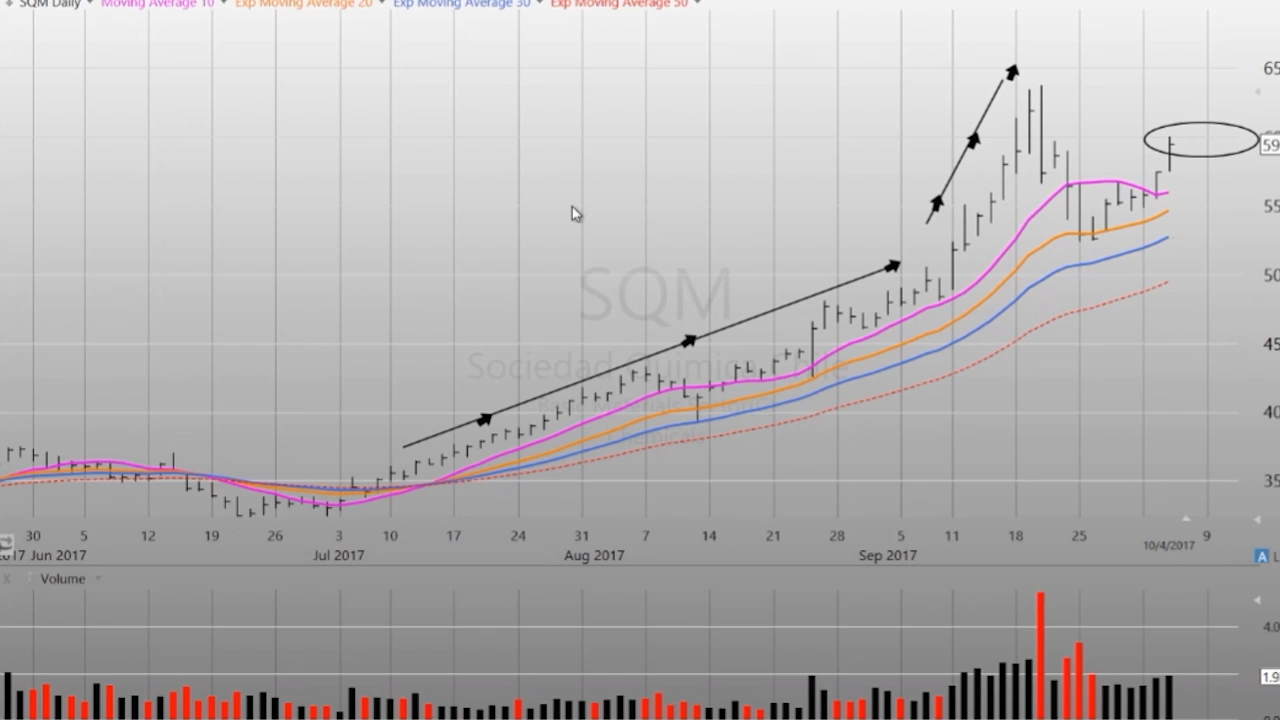 SQM Daily Moving Average 10 Exp Moving Average 20 Exp Moving Average 30 Exp Moving Average 50
65
59
55
SQM
50
45
Sociedad Quimica Chile
40
35
30 5 12 19 26 3 10 17 24 31 7 14 21 28 5 11 18 25 9
10/4/2017
Jun 2017 Jul 2017 Aug 2017 Sep 2017
A L
X Volume
4.0
1.9